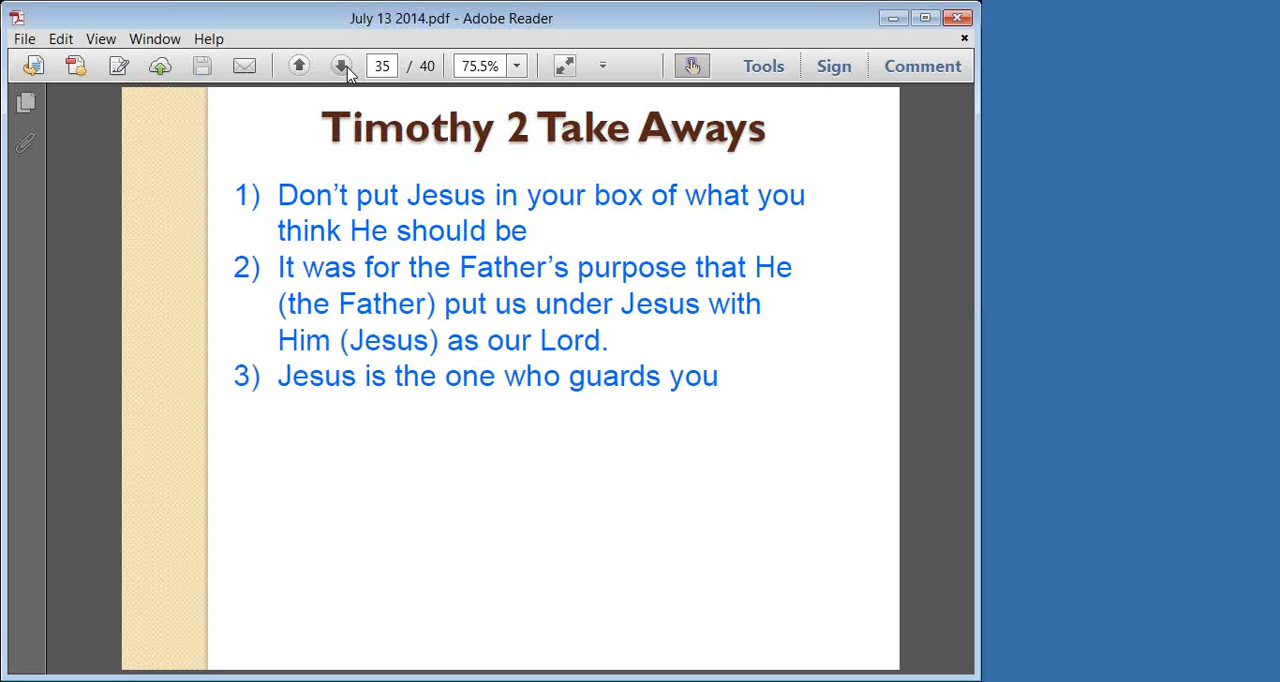 July 13 2014.pdf - Adobe Reader
File Edit View Window Help
35 / 40 75.5% Tools Sign Comment
Timothy 2 Take Aways
1) Don’t put Jesus in your box of what you
think He should be
2) It was for the Father’s purpose that He
(the Father) put us under Jesus with
Him (Jesus) as our Lord.
3) Jesus is the one who guards you